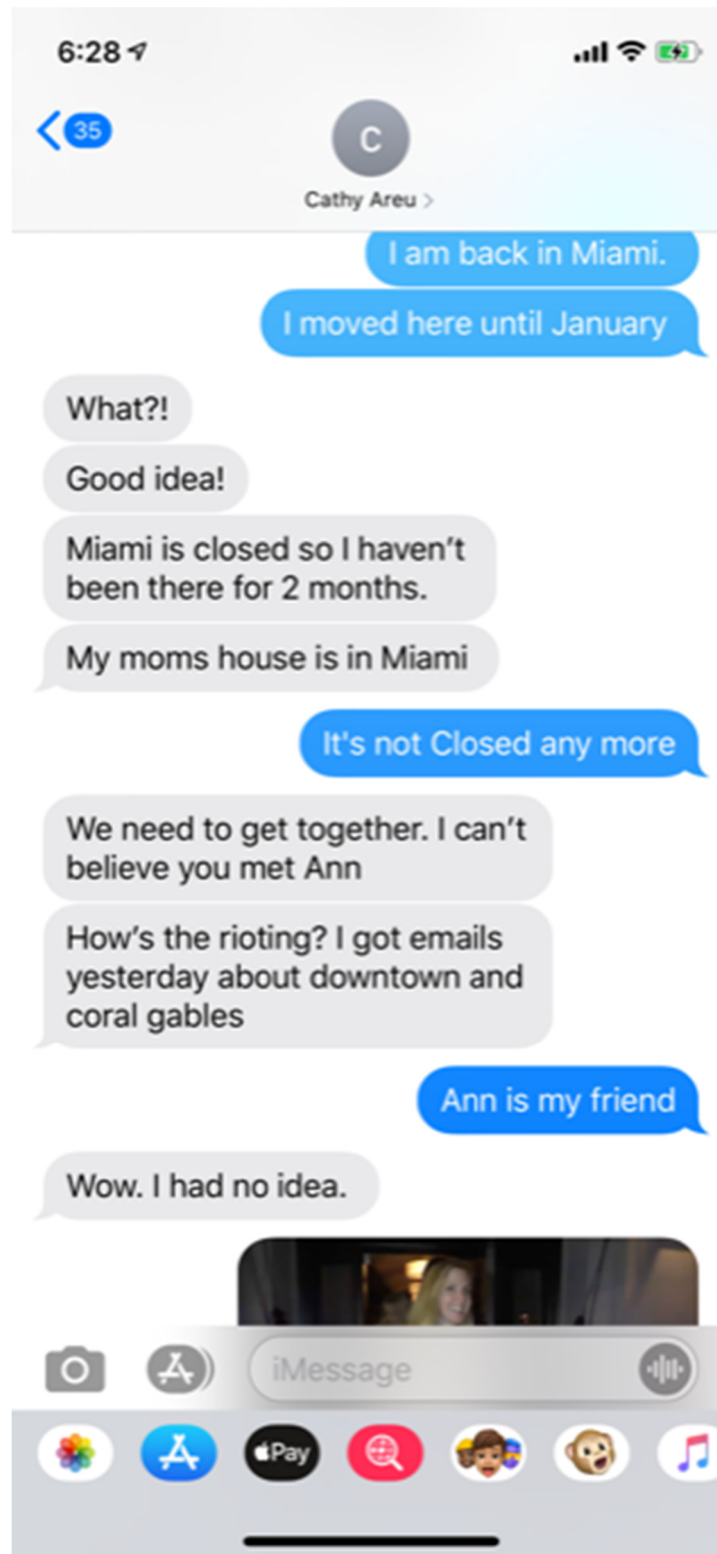 6:28
35
C
Cathy Areu
I am back in Miami.
I moved here until January
What?!
Good idea!
Miami is closed so I haven't
been there for 2 months.
My moms house is in Miami
It's not Closed any more
We need to get together. I can't
believe you met Ann
How's the rioting? I got emails
yesterday about downtown and
coral gables
Ann is my friend
Wow. I had no idea.
iMessage
Pay